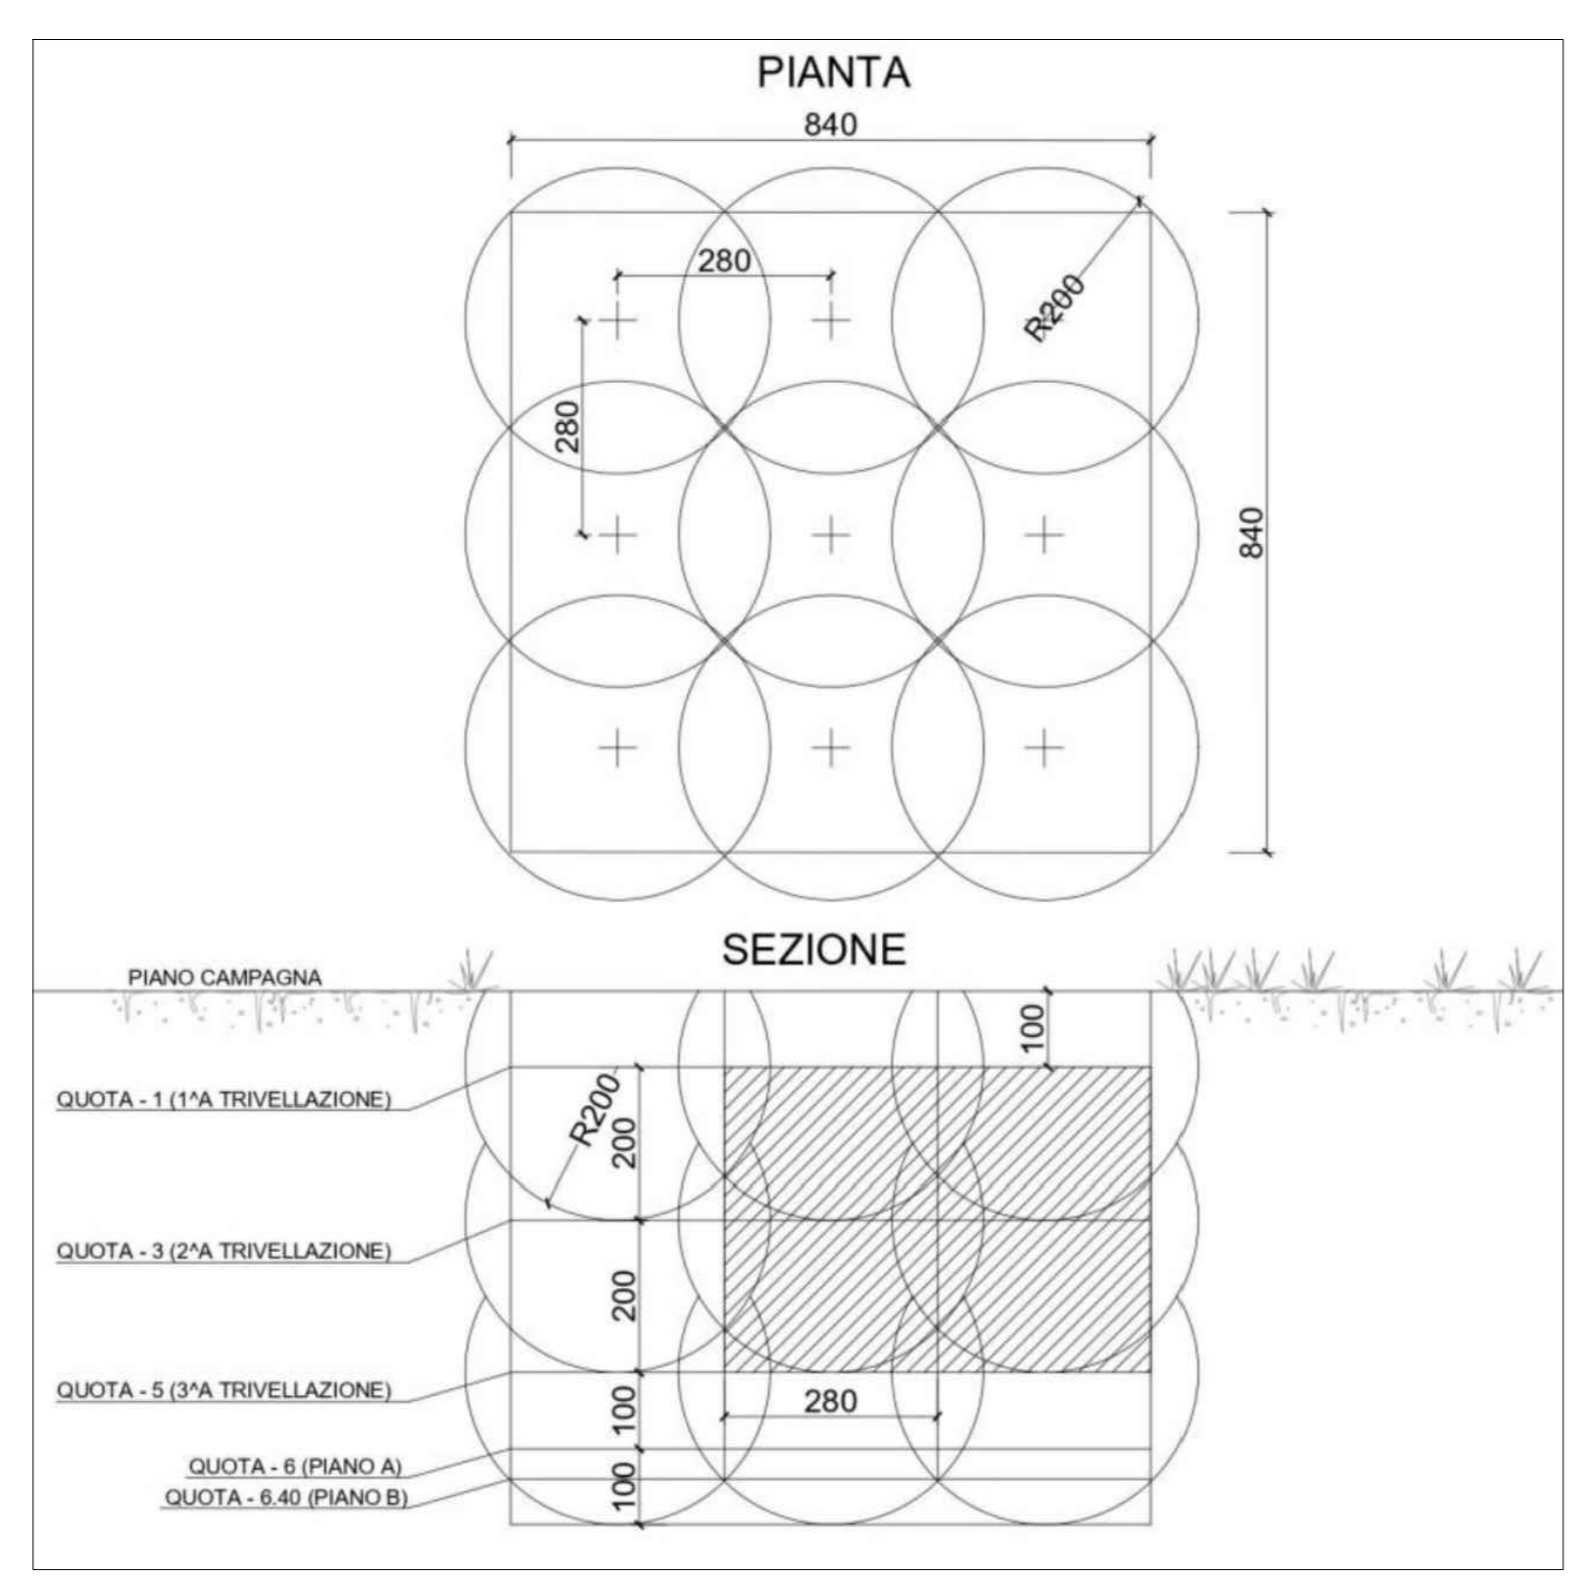 PIANTA
840
280
R200
280
840
SEZIONE
PIANO CAMPAGNA
100
QUOTA - 1 (1^A TRIVELLAZIONE)
R200
200
QUOTA - 3 (2^A TRIVELLAZIONE)
200
QUOTA - 5 (3^A TRIVELLAZIONE)
100
280
QUOTA - 6 (PIANO A)
QUOTA - 6.40 (PIANO B)
100